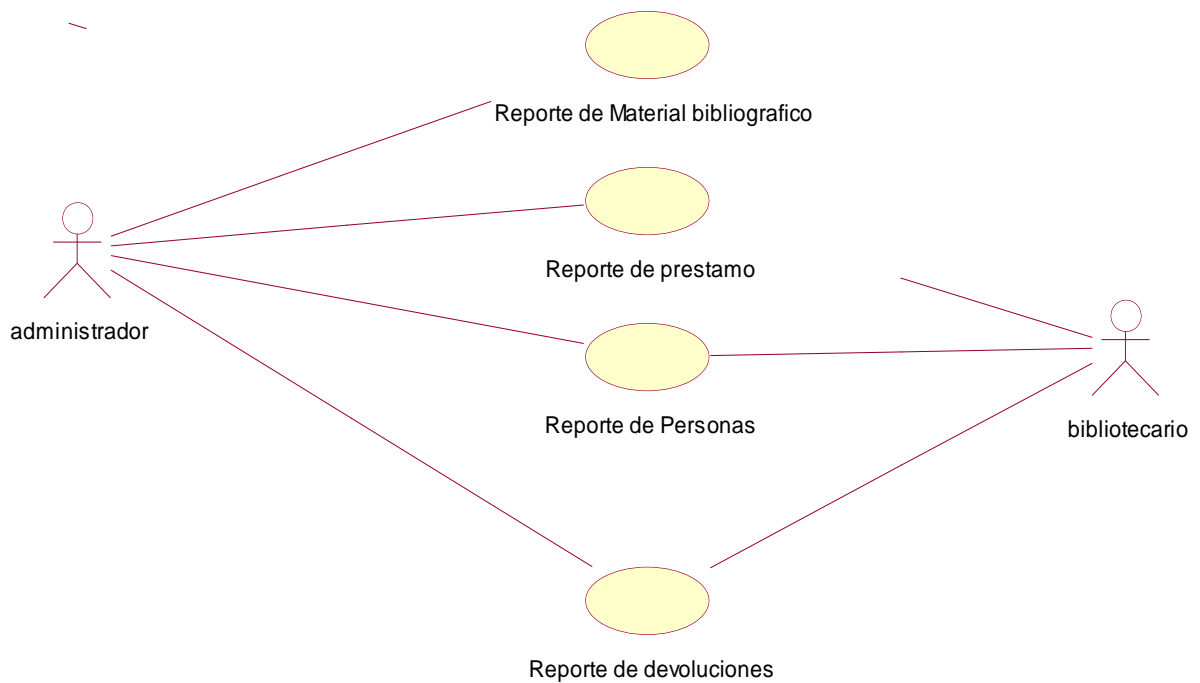 Reporte de Material bibliografico
Reporte de prestamo
administrador
Reporte de Personas
bibliotecario
Reporte de devoluciones